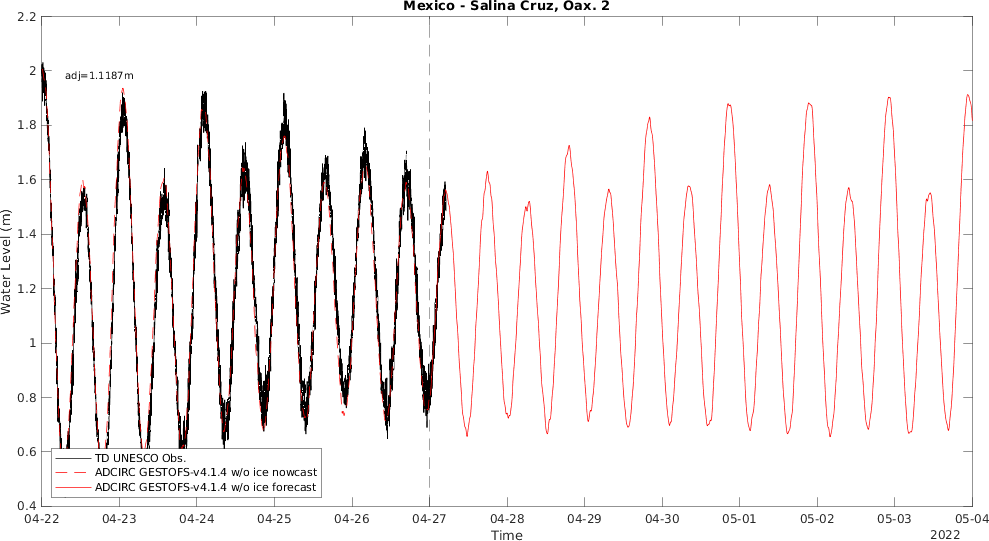 Mexico - Salina Cruz, Oax. 2
adj=1.1187m
Water Level (m)
2.2
2
1.8
1.6
1.4
1.2
1
0.8
0.6
0.4
TD UNESCO Obs.
ADCIRC GESTOFS-v4.1.4 w/o ice nowcast
ADCIRC GESTOFS-v4.1.4 w/o ice forecast
04-22 04-23 04-24 04-25 04-26 04-27 04-28 04-29 04-30 05-01 05-02 05-03 05-04
Time
2022